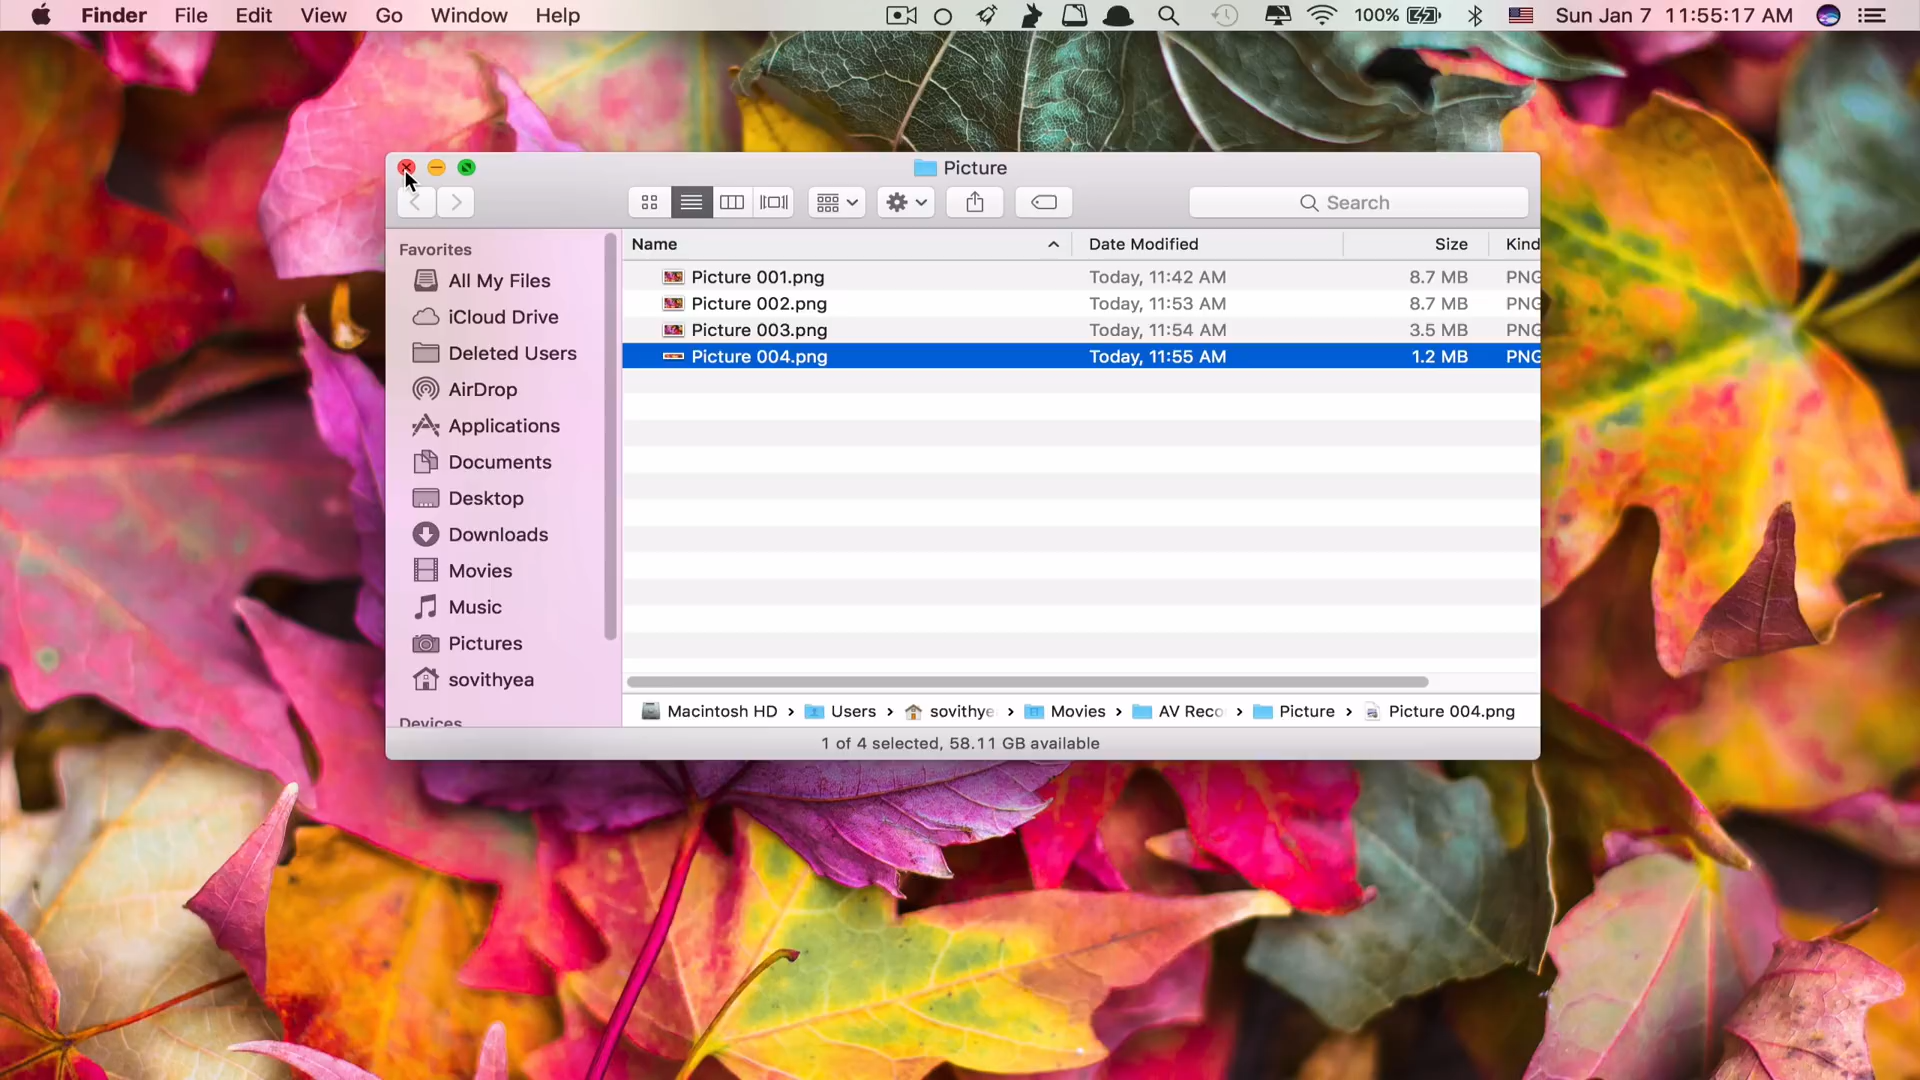 Finder File Edit View Go Window Help 100% Sun Jan 7 11:55:17 AM
Picture
Search
Favorites
All My Files
iCloud Drive
Deleted Users
AirDrop
Applications
Documents
Desktop
Downloads
Movies
Music
Pictures
sovithyea
Devices
Name Date Modified Size Kind
Picture 001.png Today, 11:42 AM 8.7 MB PNG
Picture 002.png Today, 11:53 AM 8.7 MB PNG
Picture 003.png Today, 11:54 AM 3.5 MB PNG
Picture 004.png Today, 11:55 AM 1.2 MB PNG
Macintosh HD › Users › sovithye › Movies › AV Reco › Picture › Picture 004.png
1 of 4 selected, 58.11 GB available